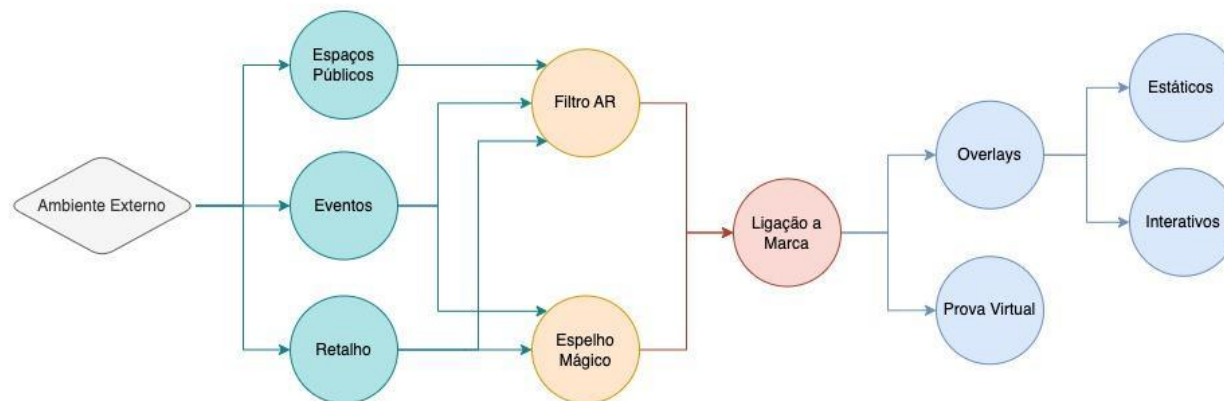 Ambiente Externo
Espaços
Públicos
Eventos
Retalho
Filtro AR
Espelho
Mágico
Ligação a
Marca
Overlays
Prova Virtual
Estáticos
Interativos